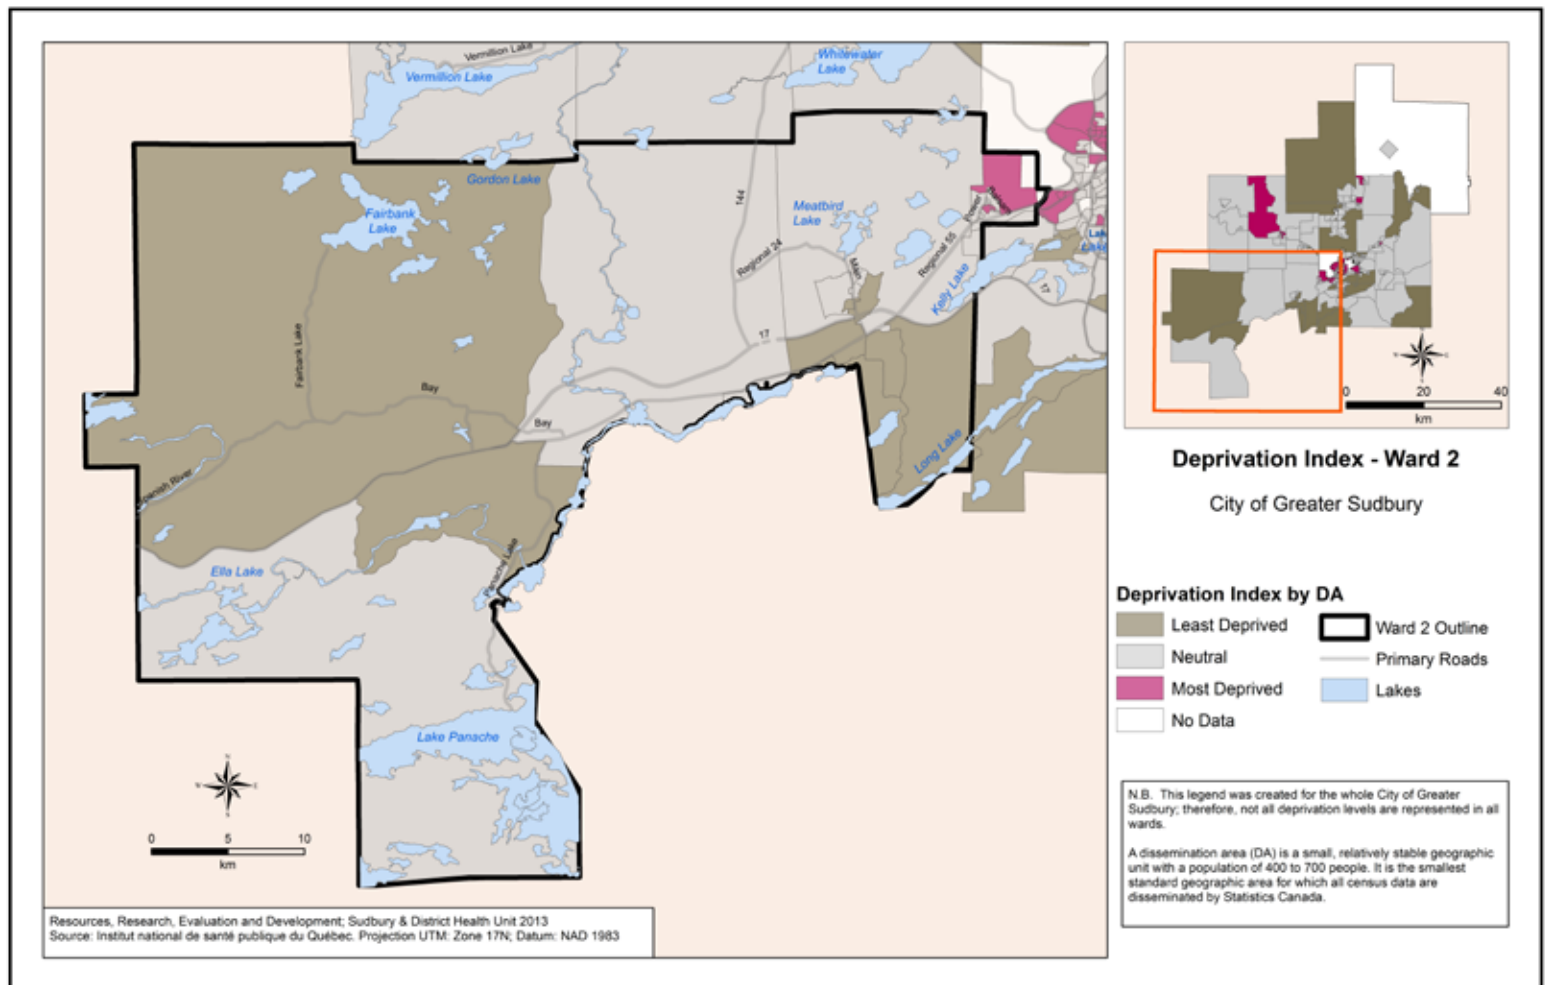 Vermillion Lake
Vermillion Lake
Whitewater
Lake
Gordon Lake
Fairbank
Lake
144
Meatbird
Lake
Power
Regional 24
Main
Regional 55
Kelly Lake
Lake
17
Fairbank Lake
17
Bay
Bay
Long Lake
Spanish River
Panache Lake
Ella Lake
Lake Panache
N
W
E
S
0 5 10
km
Resources, Research, Evaluation and Development; Sudbury & District Health Unit 2013
Source: Institut national de santé publique du Québec. Projection UTM: Zone 17N; Datum: NAD 1983
0 20 40
km
Deprivation Index - Ward 2
City of Greater Sudbury
Deprivation Index by DA
Least Deprived
Neutral
Most Deprived
No Data
Ward 2 Outline
Primary Roads
Lakes
N.B. This legend was created for the whole City of Greater
Sudbury; therefore, not all deprivation levels are represented in all
wards.
A dissemination area (DA) is a small, relatively stable geographic
unit with a population of 400 to 700 people. It is the smallest
standard geographic area for which all census data are
disseminated by Statistics Canada.